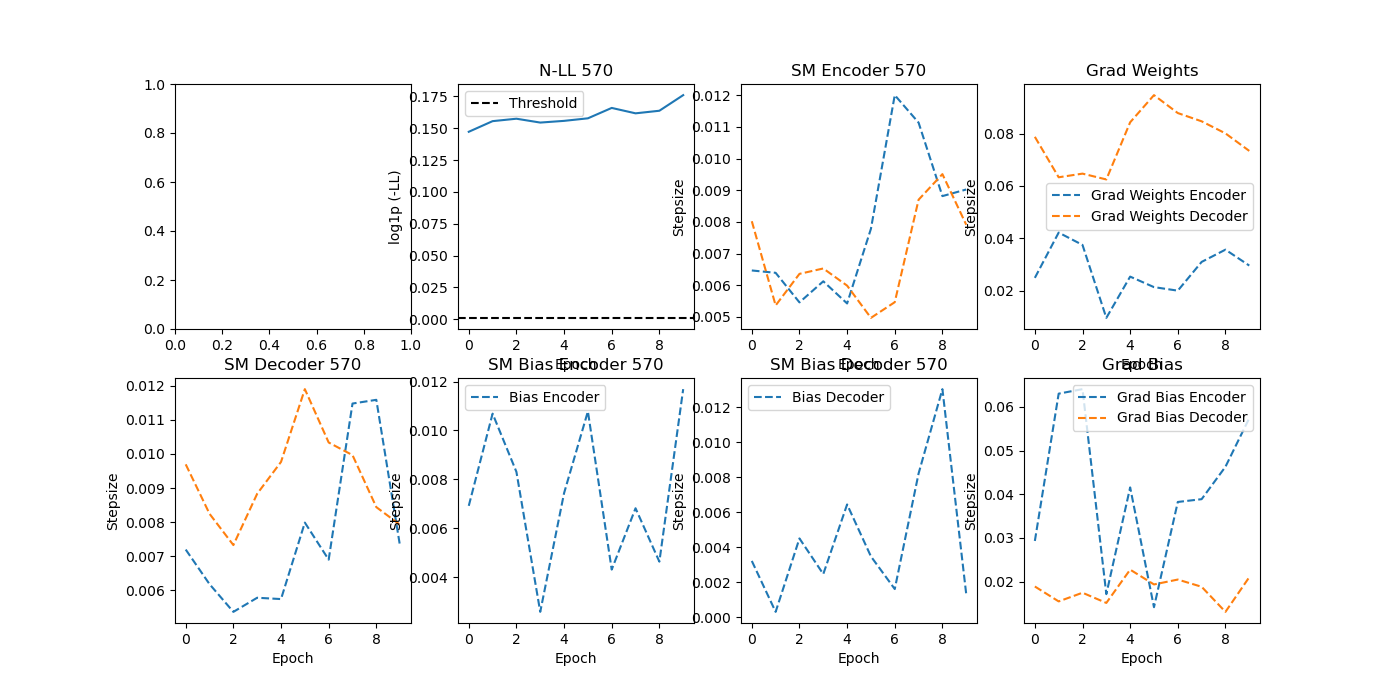 N-LL 570
SM Encoder 570
Grad Weights
1.0
0.8
0.6
0.4
0.2
0.0
0.0 0.2 0.4 0.6 0.8 1.0
Threshold
log1p (-LL)
0.175
0.150
0.125
0.100
0.075
0.050
0.025
0.000
0 2 4 6 8
Epoch
Stepsize
0.012
0.011
0.010
0.009
0.008
0.007
0.006
0.005
0 2 4 6 8
Epoch
Stepsize
0.08
0.06
0.04
0.02
Grad Weights Encoder
Grad Weights Decoder
0 2 4 6 8
Epoch
SM Decoder 570
Stepsize
0.012
0.011
0.010
0.009
0.008
0.007
0.006
0 2 4 6 8
Epoch
SM Bias Encoder 570
Bias Encoder
Stepsize
0.012
0.010
0.008
0.006
0.004
0 2 4 6 8
Epoch
SM Bias Decoder 570
Bias Decoder
Stepsize
0.012
0.010
0.008
0.006
0.004
0.002
0.000
0 2 4 6 8
Epoch
Grad Bias
Grad Bias Encoder
Grad Bias Decoder
Stepsize
0.06
0.05
0.04
0.03
0.02
0 2 4 6 8
Epoch